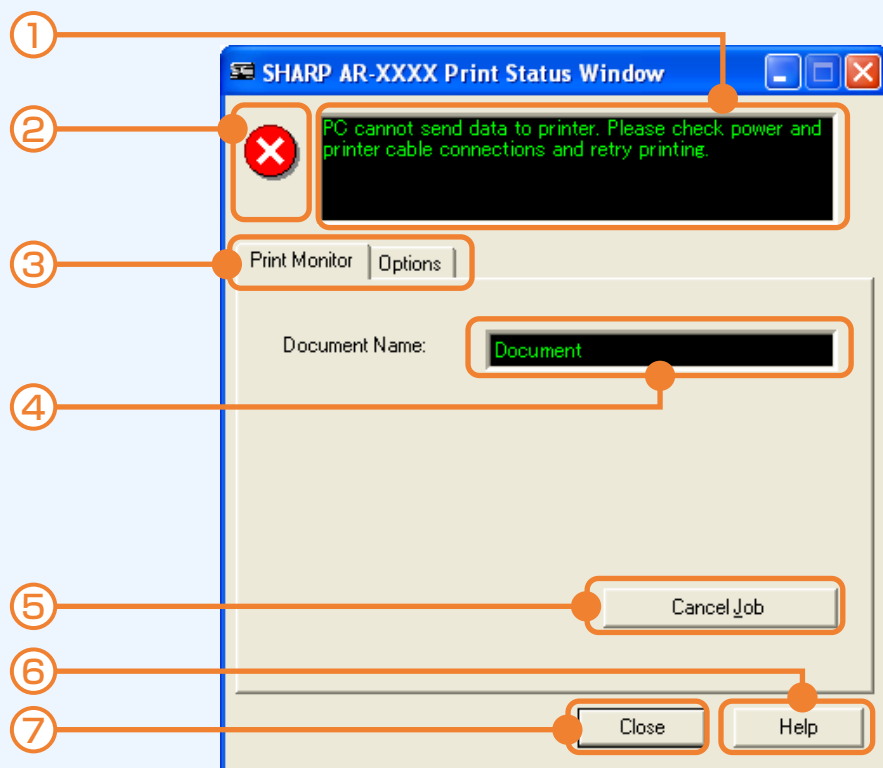 ①
SHARP AR-XXXX Print Status Window
②
PC cannot send data to printer. Please check power and
printer cable connections and retry printing.
③
Print Monitor
Options
Document Name:
Document
④
⑤
Cancel Job
⑥
⑦
Close
Help